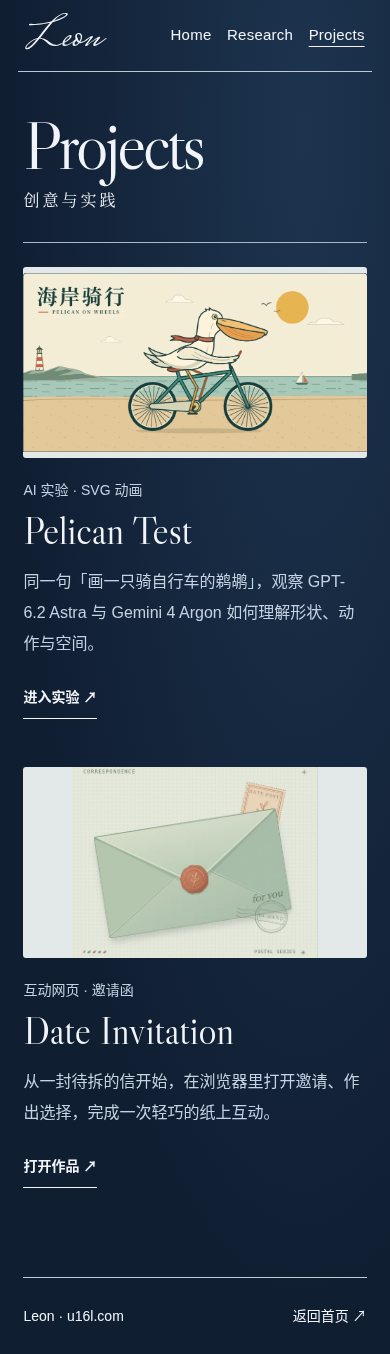 Leon
Home Research Projects
Projects
创意与实践
海岸骑行
PELICAN ON WHEELS
AI 实验 · SVG 动画
Pelican Test
同一句「画一只骑自行车的鹈鹕」，观察 GPT-
6.2 Astra 与 Gemini 4 Argon 如何理解形状、动
作与空间。
进入实验 ↗
CORRESPONDENCE
for you
POSTAL SERIES
互动网页 · 邀请函
Date Invitation
从一封待拆的信开始，在浏览器里打开邀请、作
出选择，完成一次轻巧的纸上互动。
打开作品 ↗
Leon · u16l.com
返回首页 ↗